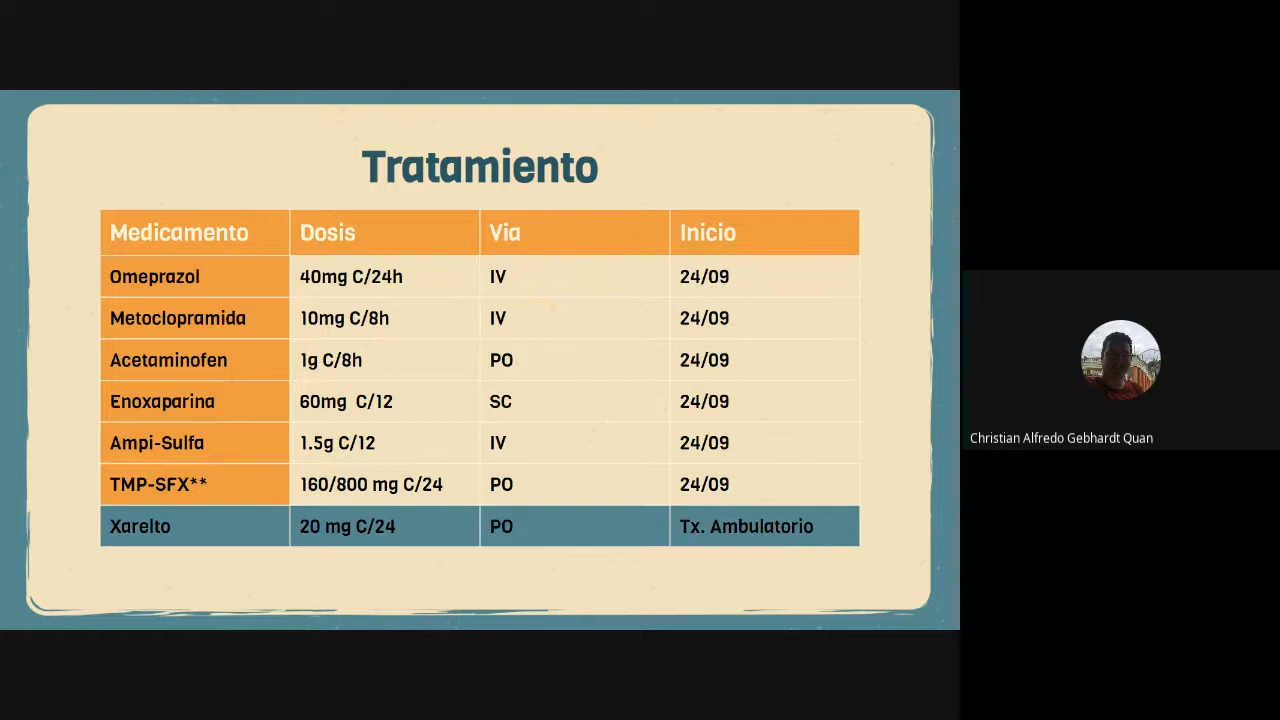 Tratamiento
Medicamento Dosis Via Inicio
Omeprazol 40mg C/24h IV 24/09
Metoclopramida 10mg C/8h IV 24/09
Acetaminofen 1g C/8h PO 24/09
Enoxaparina 60mg C/12 SC 24/09
Ampi-Sulfa 1.5g C/12 IV 24/09
TMP-SFX** 160/800 mg C/24 PO 24/09
Xarelto 20 mg C/24 PO Tx. Ambulatorio
Christian Alfredo Gebhardt Quan